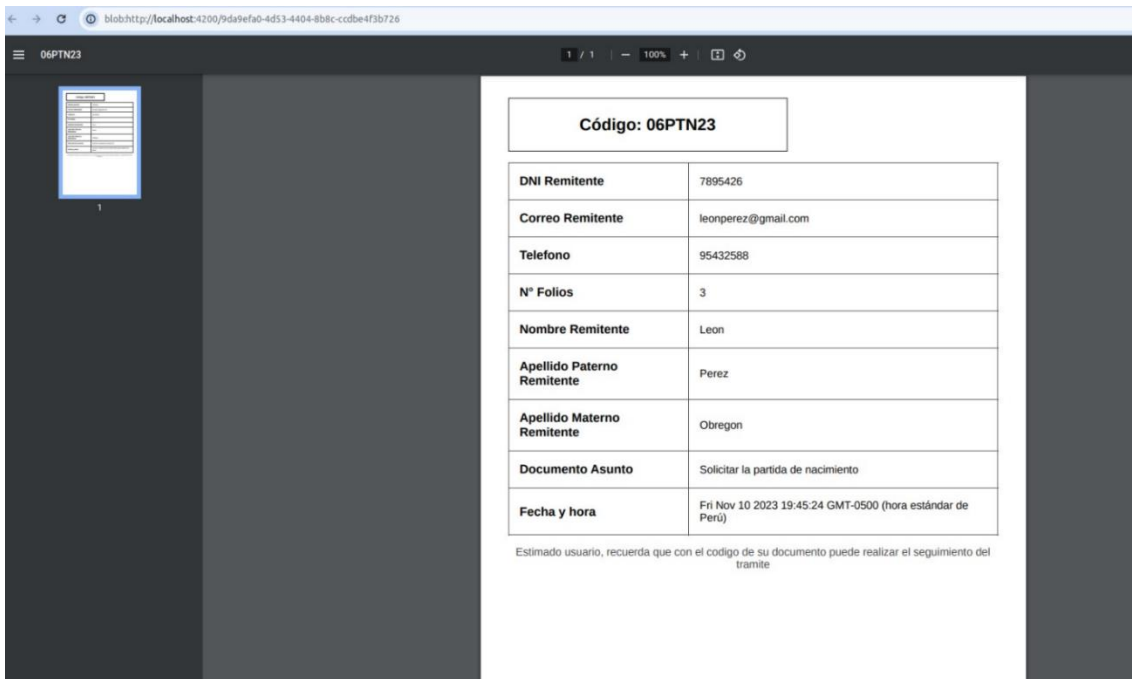 blob:http://localhost:4200/9da9efa0-4d53-4404-8b8c-ccdbe4f3b726
06PTN23
1 / 1
100%
1
Código: 06PTN23
DNI Remitente 7895426
Correo Remitente leonperez@gmail.com
Telefono 95432588
N° Folios 3
Nombre Remitente Leon
Apellido Paterno
Remitente
Perez
Apellido Materno
Remitente
Obregon
Documento Asunto Solicitar la partida de nacimiento
Fecha y hora
Fri Nov 10 2023 19:45:24 GMT-0500 (hora estándar de
Perú)
Estimado usuario, recuerda que con el codigo de su documento puede realizar el seguimiento del
tramite